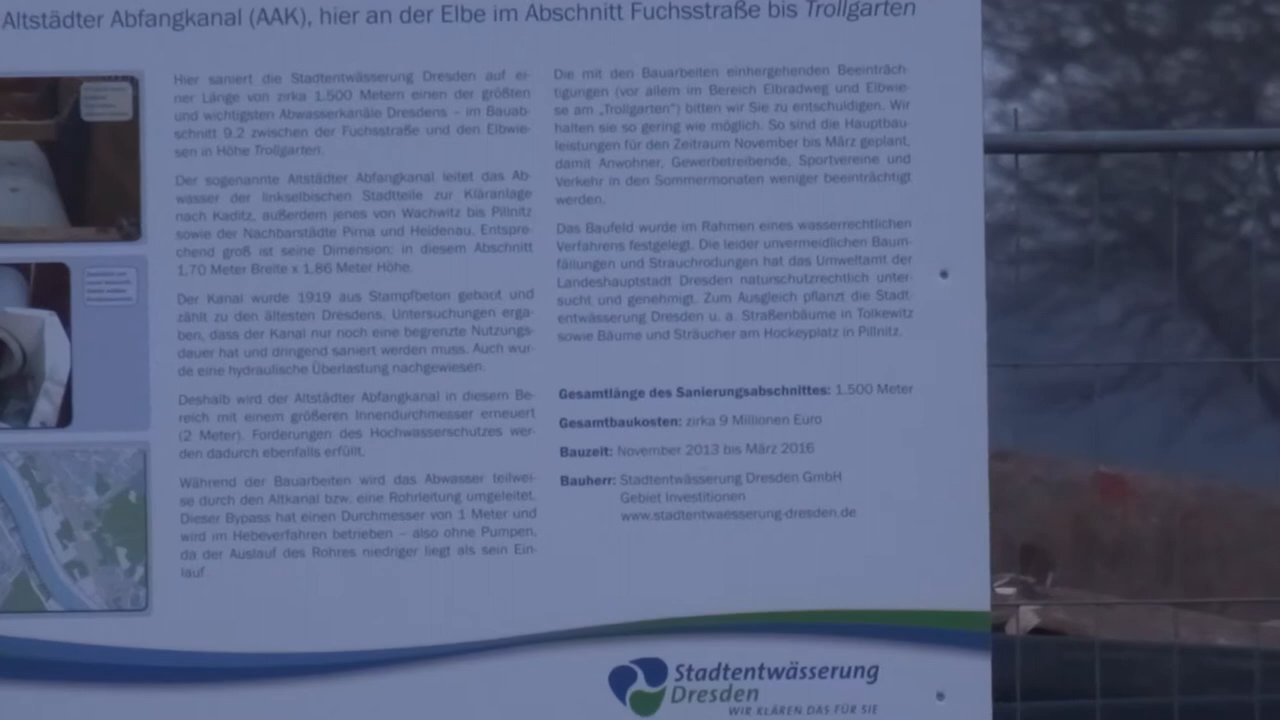 Altstädter Abfangkanal (AAK), hier an der Elbe im Abschnitt Fuchsstraße bis Trollgarten
Hier saniert die Stadtentwässerung Dresden auf ei-
ner Länge von zirka 1.500 Metern einen der größten
und wichtigsten Abwasserkanäle Dresdens – im Bauab-
schnitt 9.2 zwischen der Fuchsstraße und den Elbwie-
sen in Höhe Trollgarten.
Der sogenannte Altstädter Abfangkanal leitet das Ab-
wasser der linkselbischen Stadtteile zur Kläranlage
nach Kaditz, außerdem jenes von Wachwitz bis Pillnitz
sowie der Nachbarstädte Pirna und Heidenau. Entspre-
chend groß ist seine Dimension: in diesem Abschnitt
1,70 Meter Breite x 1,86 Meter Höhe.
Der Kanal wurde 1919 aus Stampfbeton gebaut und
zählt zu den ältesten Dresdens. Untersuchungen erga-
ben, dass der Kanal nur noch eine begrenzte Nutzungs-
dauer hat und dringend saniert werden muss. Auch wur-
de eine hydraulische Überlastung nachgewiesen.
Deshalb wird der Altstädter Abfangkanal in diesem Be-
reich mit einem größeren Innendurchmesser erneuert
(2 Meter). Forderungen des Hochwasserschutzes wer-
den dadurch ebenfalls erfüllt.
Während der Bauarbeiten wird das Abwasser teilwei-
se durch den Altkanal bzw. eine Rohrleitung umgeleitet.
Dieser Bypass hat einen Durchmesser von 1 Meter und
wird im Hebeverfahren betrieben – also ohne Pumpen,
da der Auslauf des Rohres niedriger liegt als sein Ein-
lauf.
Die mit den Bauarbeiten einhergehenden Beeinträch-
tigungen (vor allem im Bereich Elbradweg und Elbwie-
se am „Trollgarten“) bitten wir Sie zu entschuldigen. Wir
halten sie so gering wie möglich. So sind die Hauptbau-
leistungen für den Zeitraum November bis März geplant,
damit Anwohner, Gewerbetreibende, Sportvereine und
Verkehr in den Sommermonaten weniger beeinträchtigt
werden.
Das Baufeld wurde im Rahmen eines wasserrechtlichen
Verfahrens festgelegt. Die leider unvermeidlichen Baum-
fällungen und Strauchrodungen hat das Umweltamt der
Landeshauptstadt Dresden naturschutzrechtlich unter-
sucht und genehmigt. Zum Ausgleich pflanzt die Stadt-
entwässerung Dresden u. a. Straßenbäume in Tolkewitz
sowie Bäume und Sträucher am Hockeyplatz in Pillnitz.
Gesamtlänge des Sanierungsabschnittes: 1.500 Meter
Gesamtbaukosten: zirka 9 Millionen Euro
Bauzeit: November 2013 bis März 2016
Bauherr: Stadtentwässerung Dresden GmbH
Gebiet Investitionen
www.stadtentwaesserung-dresden.de
Stadtentwässerung
Dresden
WIR KLÄREN DAS FÜR SIE